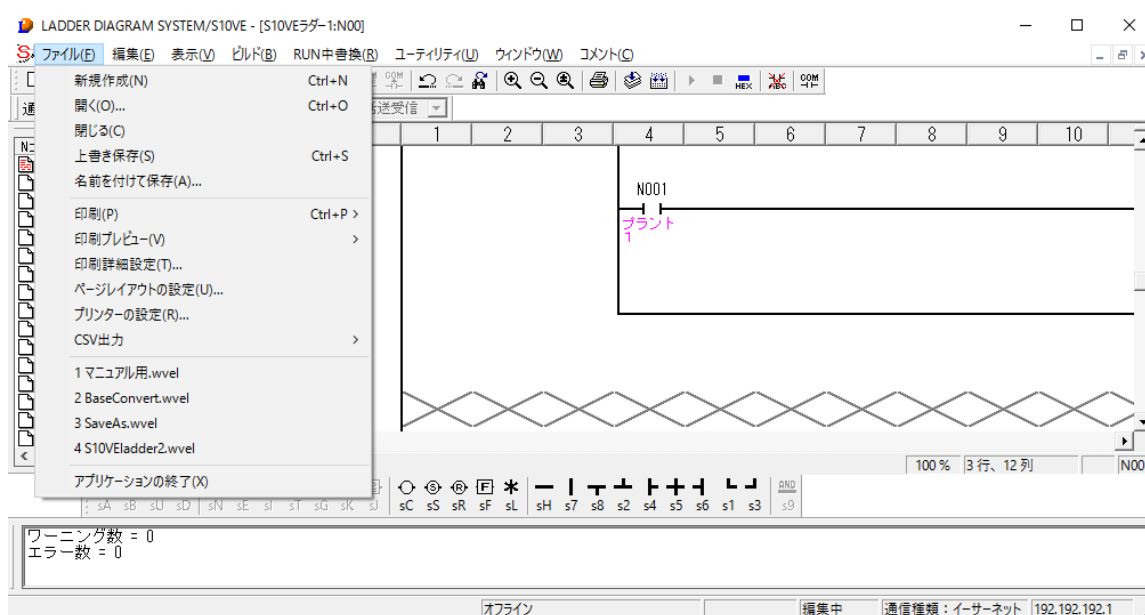 LADDER DIAGRAM SYSTEM/S10VE - [S10VEラダー1:N00]
ファイル(F) 編集(E) 表示(V) ビルド(B) RUN中書換(R) ユーティリティ(U) ウインドウ(W) コメント(C)
新規作成(N) Ctrl+N
開く(O)... Ctrl+O
閉じる(C)
上書き保存(S) Ctrl+S
名前を付けて保存(A)...
印刷(P) Ctrl+P >
印刷プレビュー(V) >
印刷詳細設定(T)...
ページレイアウトの設定(U)...
プリンターの設定(R)...
CSV出力 >
1 マニュアル用.wvel
2 BaseConvert.wvel
3 SaveAs.wvel
4 S10VEladder2.wvel
アプリケーションの終了(X)
HEX ABC COM
通 送受信
1 2 3 4 5 6 7 8 9 10
N001
プラント
1
100 % 3 行、12 列 N00
AND
sA sB sU sD sN sE sI sT sG sK sJ sC sS sR sF sL sH s7 s8 s2 s4 s5 s6 s1 s3 s9
ワーニング数 = 0
エラー数 = 0
オフライン 編集中 通信種類:イーサーネット 192.192.192.1